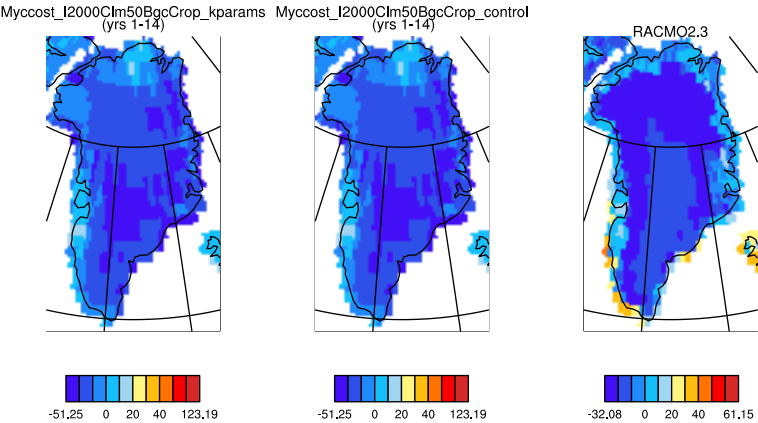 Myccost_I2000Clm50BgcCrop_kparams
(yrs 1-14)
Myccost_I2000Clm50BgcCrop_control
(yrs 1-14)
RACMO2.3
-51.25 0 20 40 123.19
-51.25 0 20 40 123.19
-32.08 0 20 40 61.15